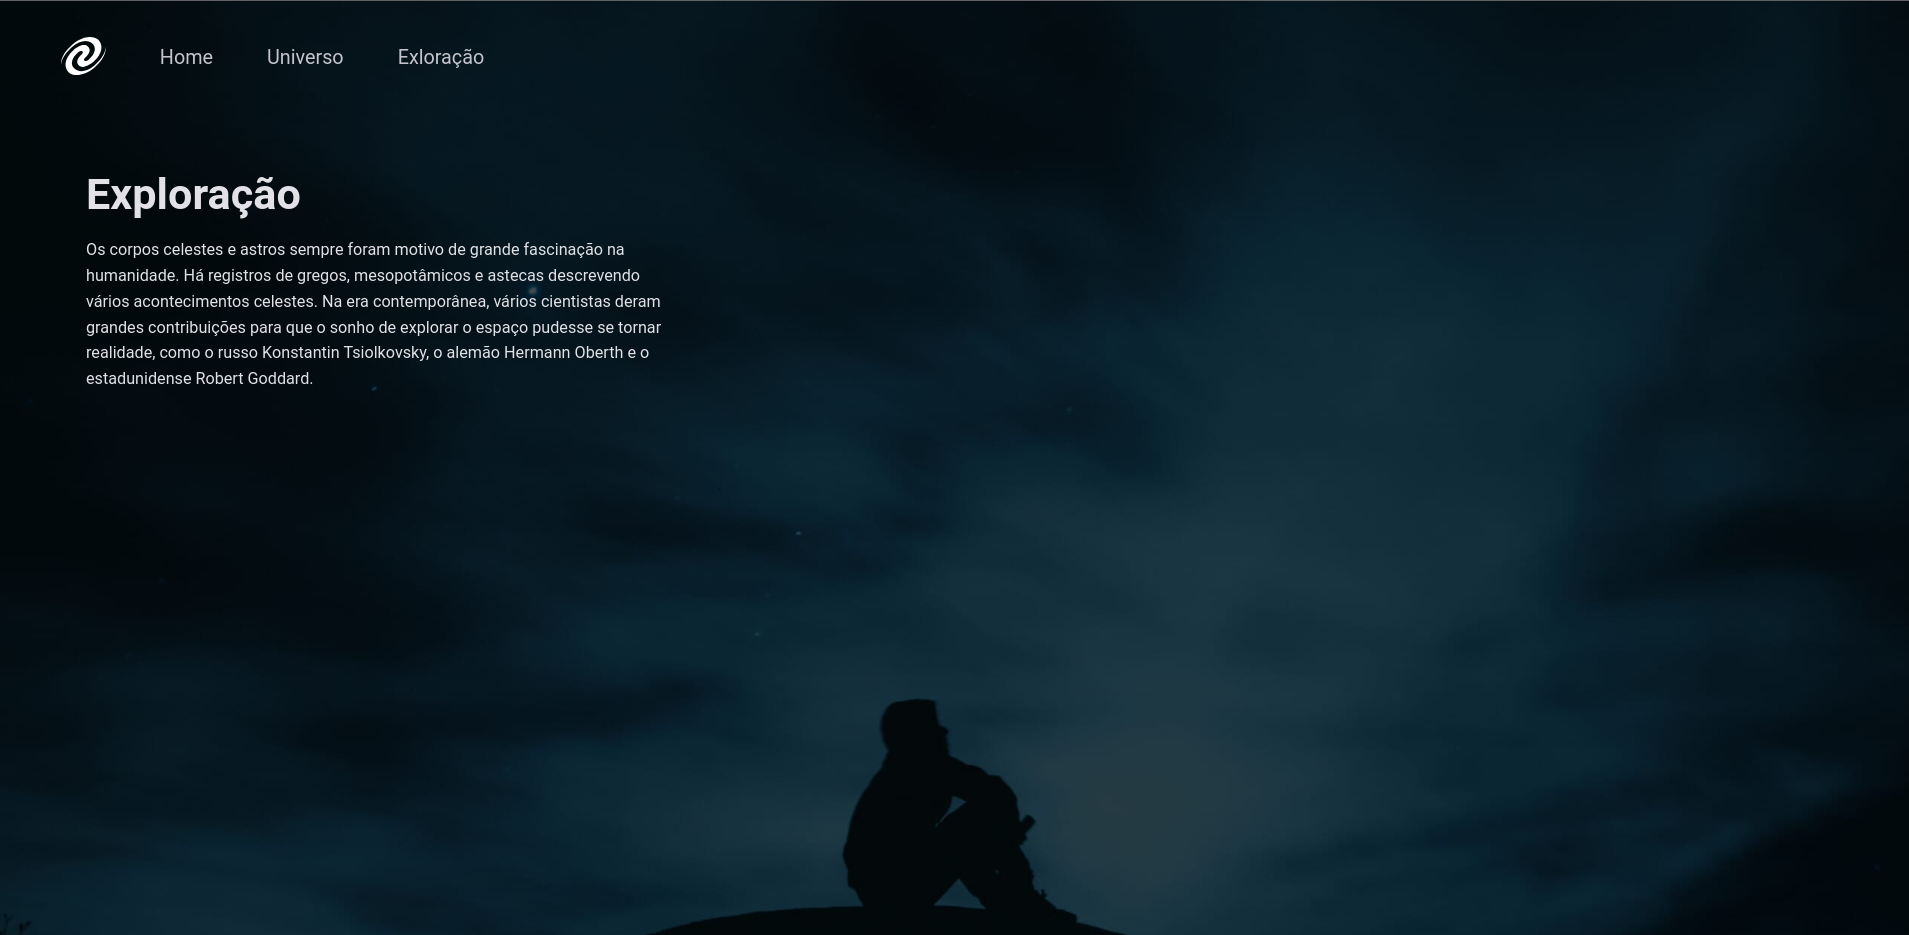 Home
Universo
Exloração
Exploração
Os corpos celestes e astros sempre foram motivo de grande fascinação na
humanidade. Há registros de gregos, mesopotâmicos e astecas descrevendo
vários acontecimentos celestes. Na era contemporânea, vários cientistas deram
grandes contribuições para que o sonho de explorar o espaço pudesse se tornar
realidade, como o russo Konstantin Tsiolkovsky, o alemão Hermann Oberth e o
estadunidense Robert Goddard.